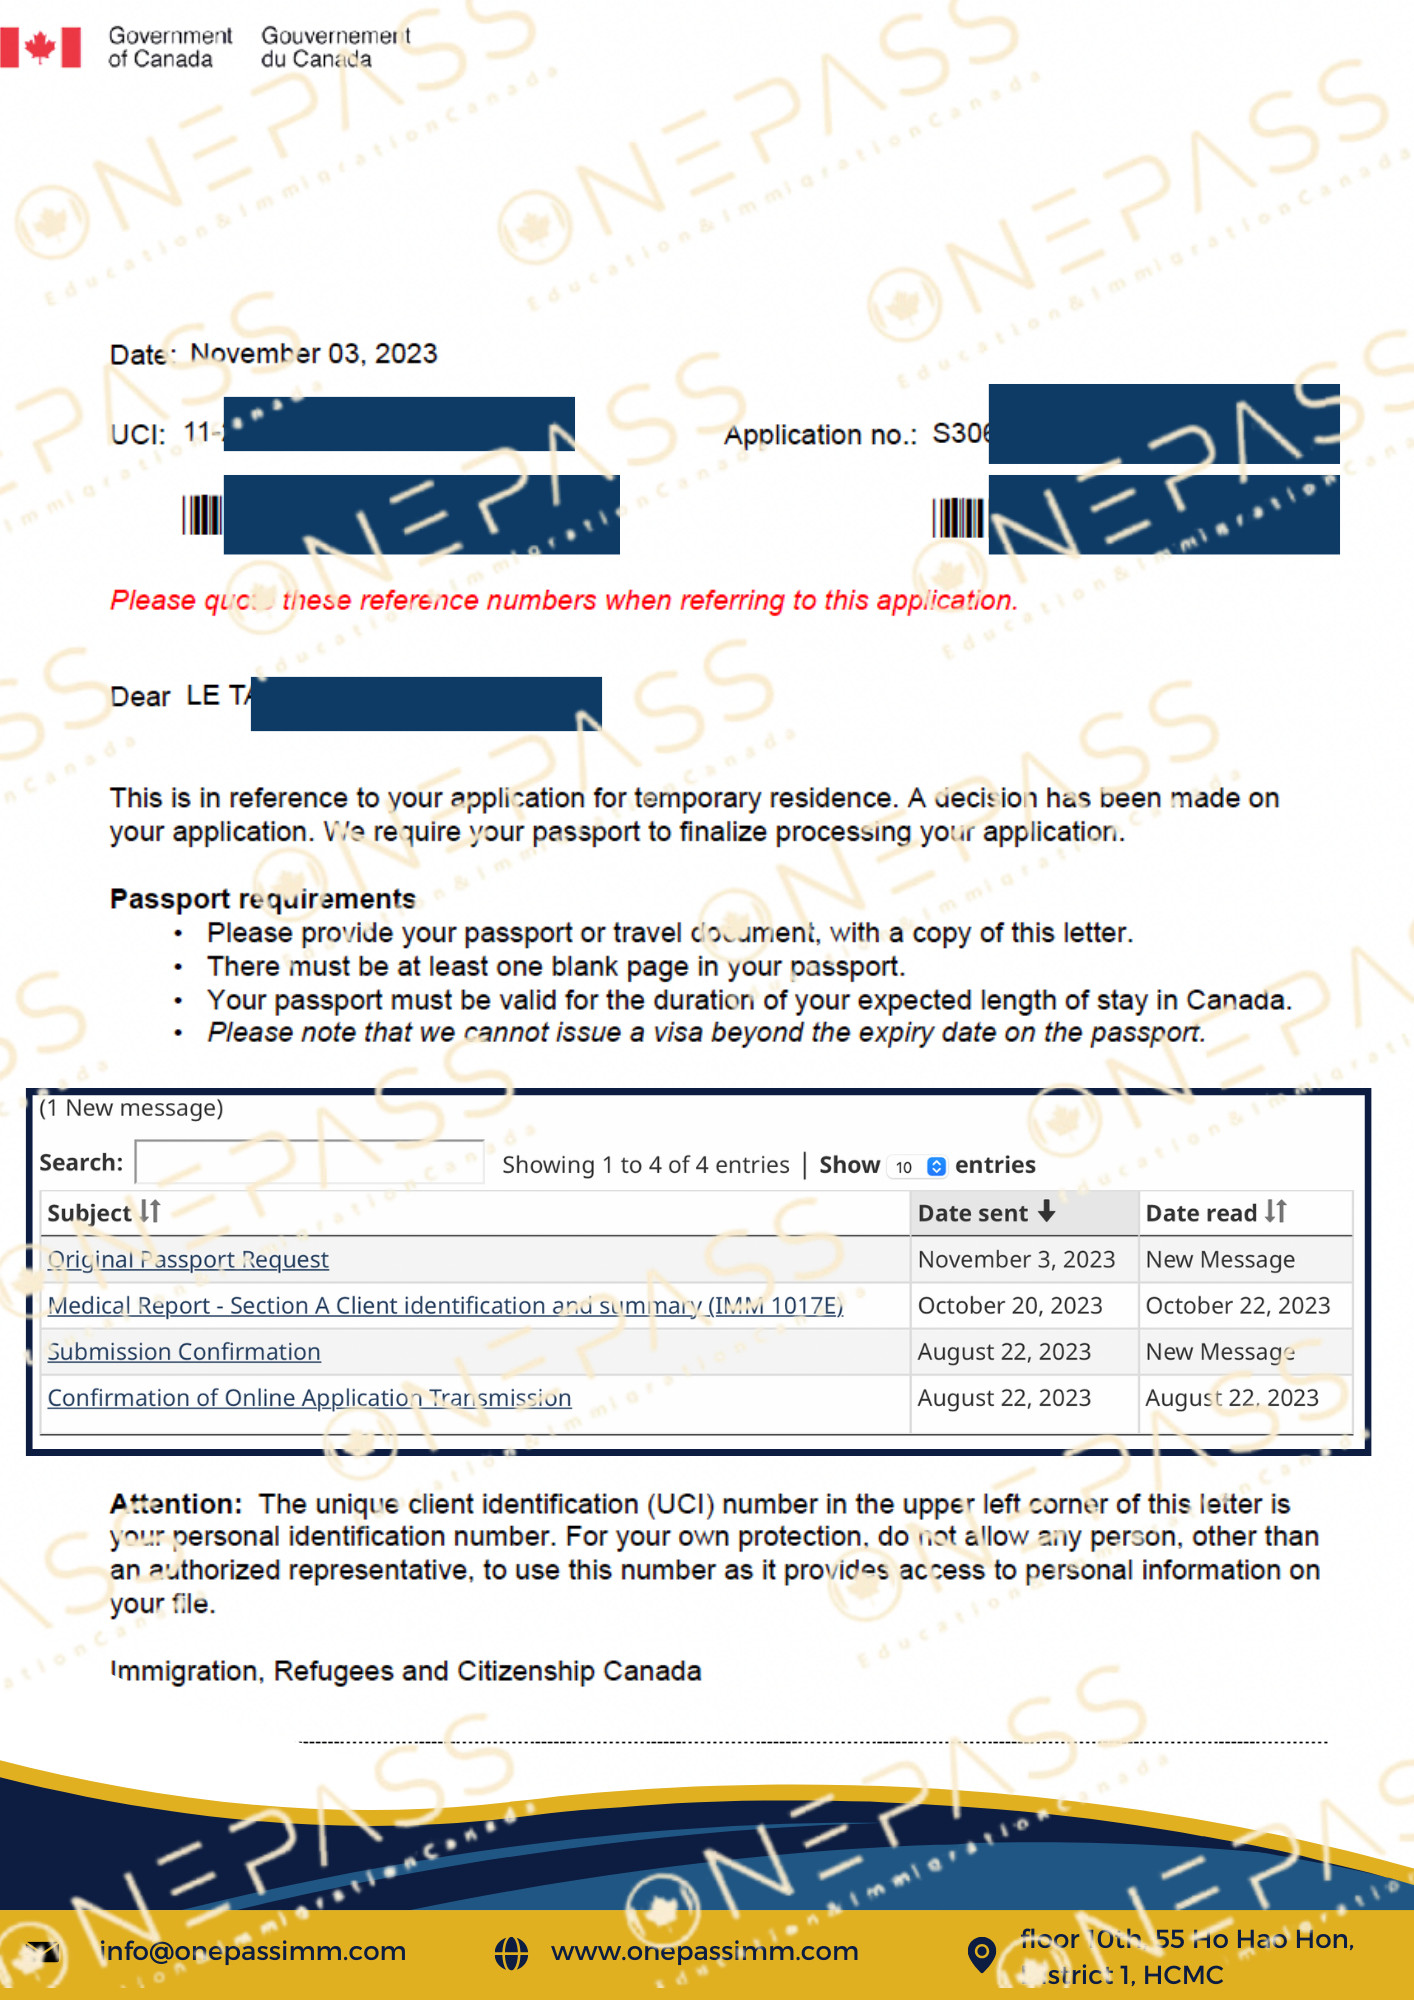 Government of Canada
Gouvernement du Canada
Date: November 03, 2023
UCI: 11-
Application no.: S306
Please quote these reference numbers when referring to this application.
Dear LE TA
This is in reference to your application for temporary residence. A decision has been made on
your application. We require your passport to finalize processing your application.
Passport requirements
• Please provide your passport or travel document, with a copy of this letter.
• There must be at least one blank page in your passport.
• Your passport must be valid for the duration of your expected length of stay in Canada.
• Please note that we cannot issue a visa beyond the expiry date on the passport.
(1 New message)
Search: Showing 1 to 4 of 4 entries | Show 10 entries
Subject Date sent Date read
Original Passport Request November 3, 2023 New Message
Medical Report - Section A Client identification and summary (IMM 1017E) October 20, 2023 October 22, 2023
Submission Confirmation August 22, 2023 New Message
Confirmation of Online Application Transmission August 22, 2023 August 22, 2023
Attention: The unique client identification (UCI) number in the upper left corner of this letter is
your personal identification number. For your own protection, do not allow any person, other than
an authorized representative, to use this number as it provides access to personal information on
your file.
Immigration, Refugees and Citizenship Canada
info@onepassimm.com
www.onepassimm.com
floor 10th, 55 Ho Hao Hon,
District 1, HCMC
ONEPASS
Education & Immigration Canada